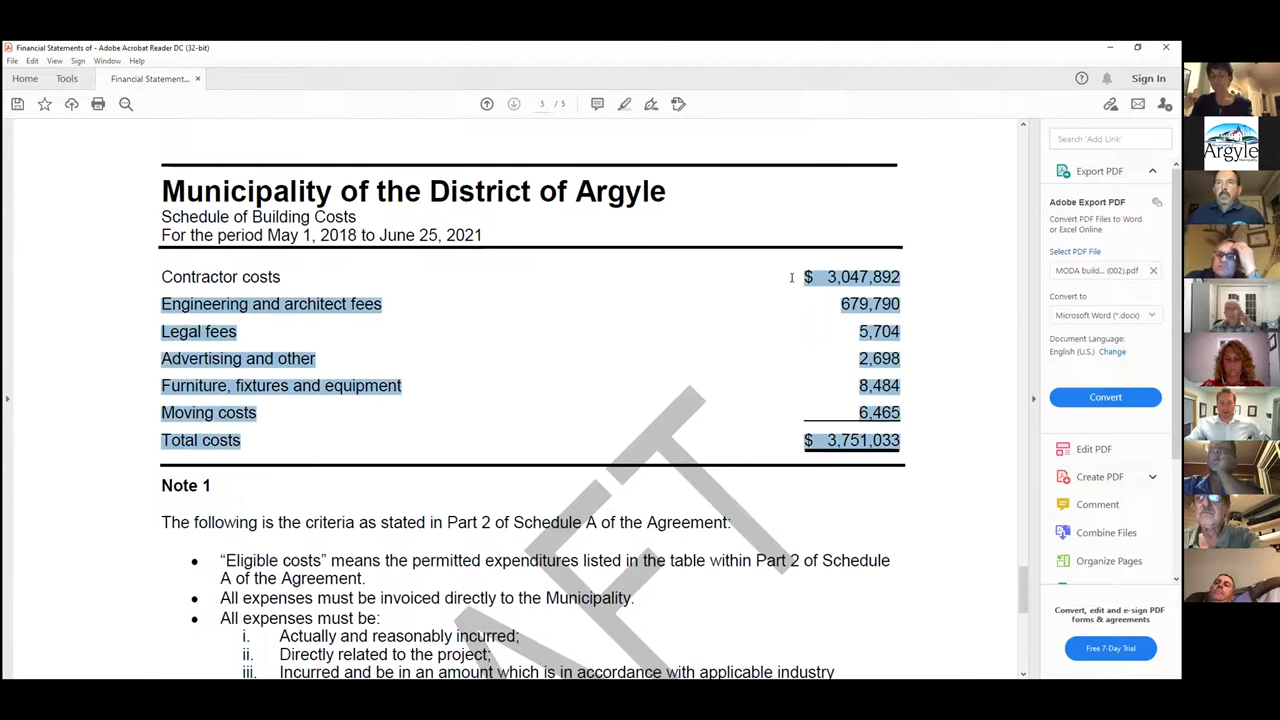 Financial Statements of - Adobe Acrobat Reader DC (32-bit)
File Edit View Sign Window Help
Home Tools Financial Statement... ×
? Sign In
5 / 5
Municipality of the District of Argyle
Schedule of Building Costs
For the period May 1, 2018 to June 25, 2021
Contractor costs $ 3,047,892
Engineering and architect fees 679,790
Legal fees 5,704
Advertising and other 2,698
Furniture, fixtures and equipment 8,484
Moving costs 6,465
Total costs $ 3,751,033
Note 1
The following is the criteria as stated in Part 2 of Schedule A of the Agreement:
• “Eligible costs” means the permitted expenditures listed in the table within Part 2 of Schedule
A of the Agreement.
• All expenses must be invoiced directly to the Municipality.
• All expenses must be:
i. Actually and reasonably incurred;
ii. Directly related to the project;
iii. Incurred and be in an amount which is in accordance with applicable industry
AFT
Search 'Add Link'
Export PDF
Adobe Export PDF
Convert PDF Files to Word
or Excel Online
Select PDF File
MODA build... (002).pdf ×
Convert to
Microsoft Word (*.docx)
Document Language:
English (U.S.) Change
Convert
Edit PDF
Create PDF
Comment
Combine Files
Organize Pages
Convert, edit and e-sign PDF
forms & agreements
Free 7-Day Trial
Argyle